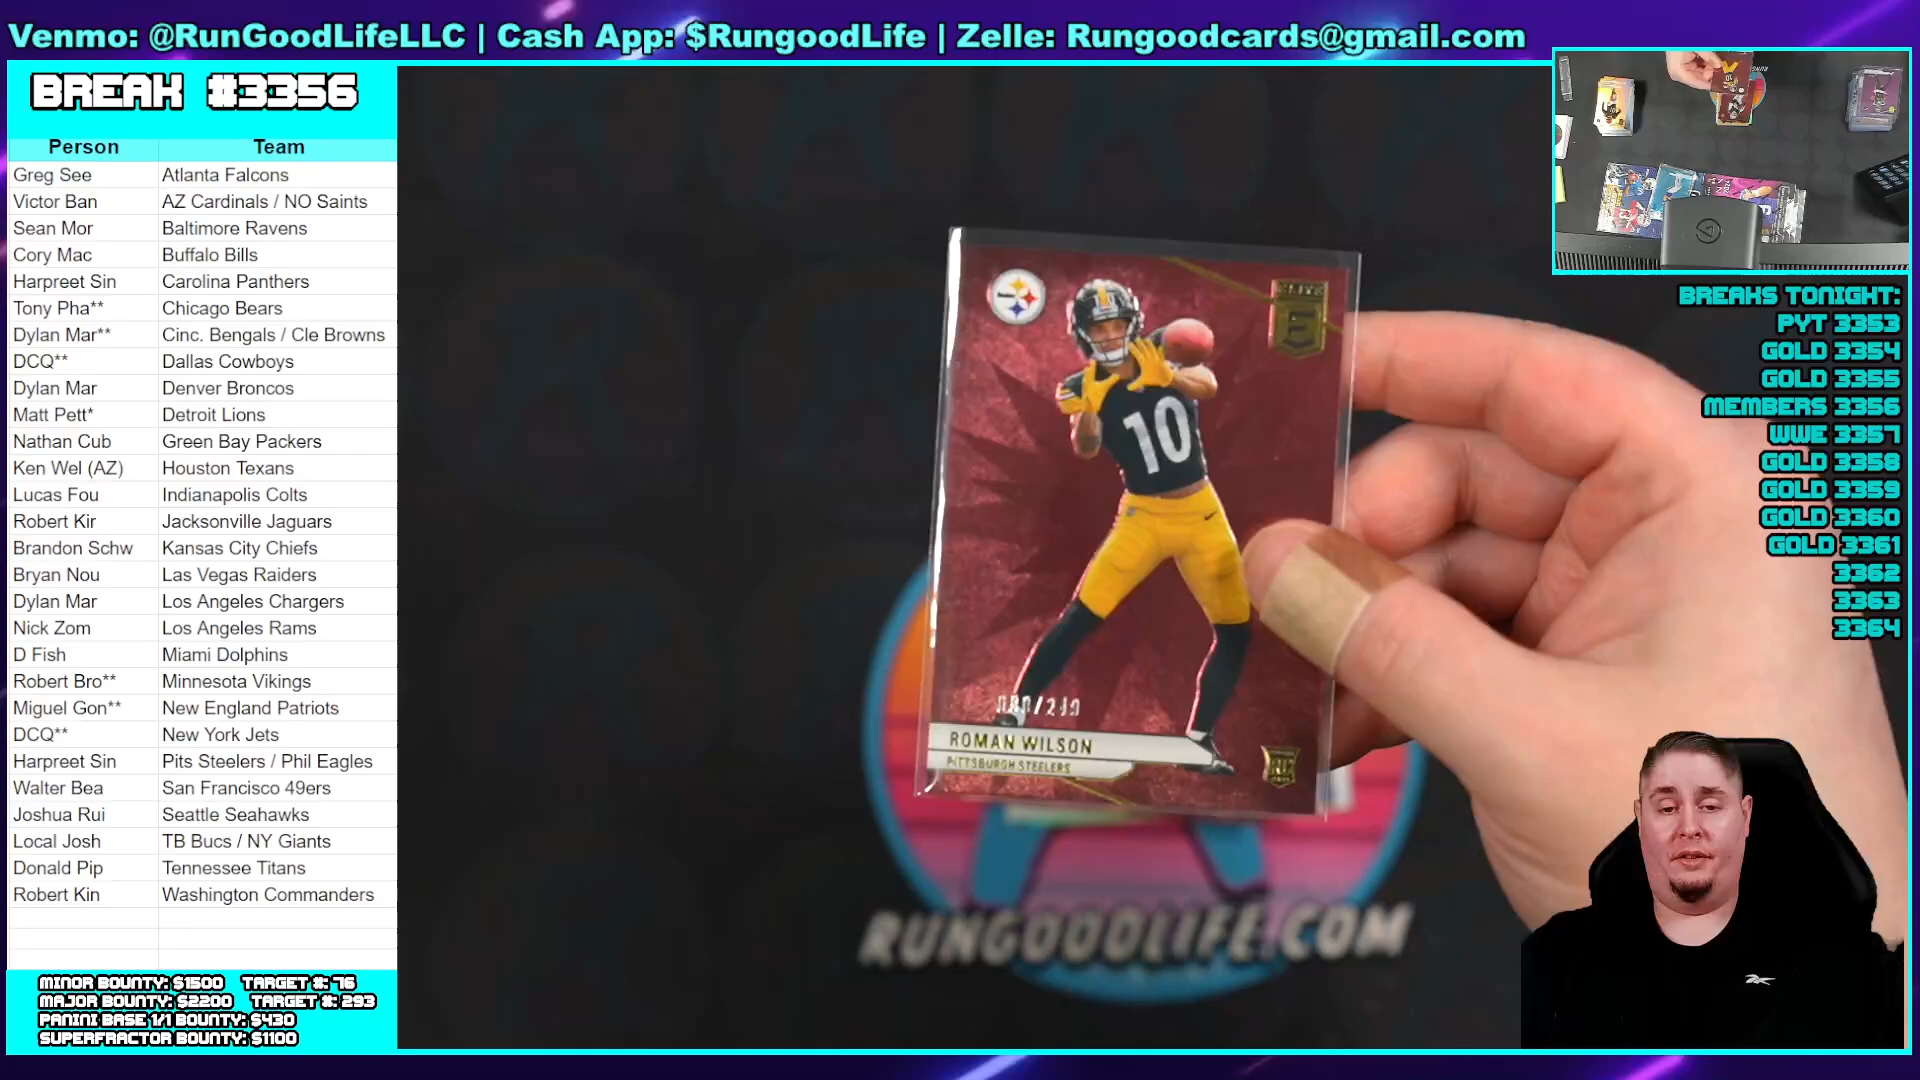 Venmo: @RunGoodLifeLLC | Cash App: $RungoodLife | Zelle: Rungoodcards@gmail.com
BREAK #3356
Person Team
Greg See Atlanta Falcons
Victor Ban AZ Cardinals / NO Saints
Sean Mor Baltimore Ravens
Cory Mac Buffalo Bills
Harpreet Sin Carolina Panthers
Tony Pha** Chicago Bears
Dylan Mar** Cinc. Bengals / Cle Browns
DCQ** Dallas Cowboys
Dylan Mar Denver Broncos
Matt Pett* Detroit Lions
Nathan Cub Green Bay Packers
Ken Wel (AZ) Houston Texans
Lucas Fou Indianapolis Colts
Robert Kir Jacksonville Jaguars
Brandon Schw Kansas City Chiefs
Bryan Nou Las Vegas Raiders
Dylan Mar Los Angeles Chargers
Nick Zom Los Angeles Rams
D Fish Miami Dolphins
Robert Bro** Minnesota Vikings
Miguel Gon** New England Patriots
DCQ** New York Jets
Harpreet Sin Pits Steelers / Phil Eagles
Walter Bea San Francisco 49ers
Joshua Rui Seattle Seahawks
Local Josh TB Bucs / NY Giants
Donald Pip Tennessee Titans
Robert Kin Washington Commanders
MINOR BOUNTY: $1500 TARGET #: 76
MAJOR BOUNTY: $2200 TARGET #: 293
PANINI BASE 1/1 BOUNTY: $430
SUPERFRACTOR BOUNTY: $1100
ELITE
E
10
ROMAN WILSON
PITTSBURGH STEELERS
RUNGOODLIFE.COM
BREAKS TONIGHT:
PYT 3353
GOLD 3354
GOLD 3355
MEMBERS 3356
WWE 3357
GOLD 3358
GOLD 3359
GOLD 3360
GOLD 3361
3362
3363
3364